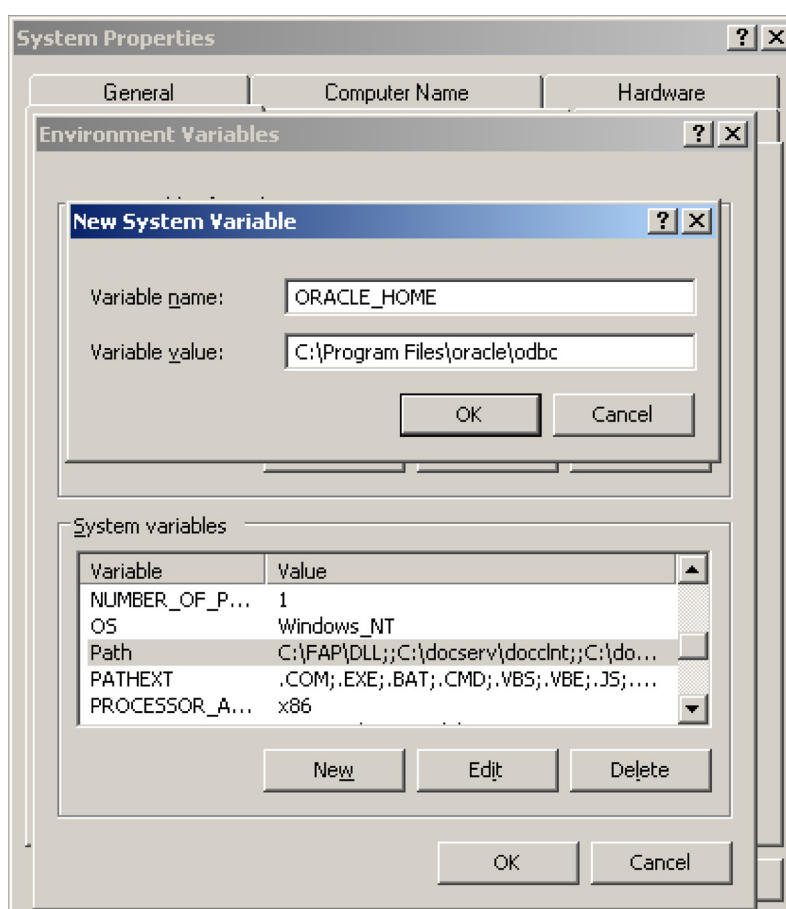 System Properties
General Computer Name Hardware
Environment Variables
New System Variable
Variable name: ORACLE_HOME
Variable value: C:\Program Files\oracle\odbc
OK Cancel
System variables
Variable Value
NUMBER_OF_P... 1
OS Windows_NT
Path C:\FAP\DLL;;C:\docserv\docclnt;;C:\do...
PATHEXT .COM;.EXE;.BAT;.CMD;.VBS;.VBE;.JS;....
PROCESSOR_A... x86
New Edit Delete
OK Cancel